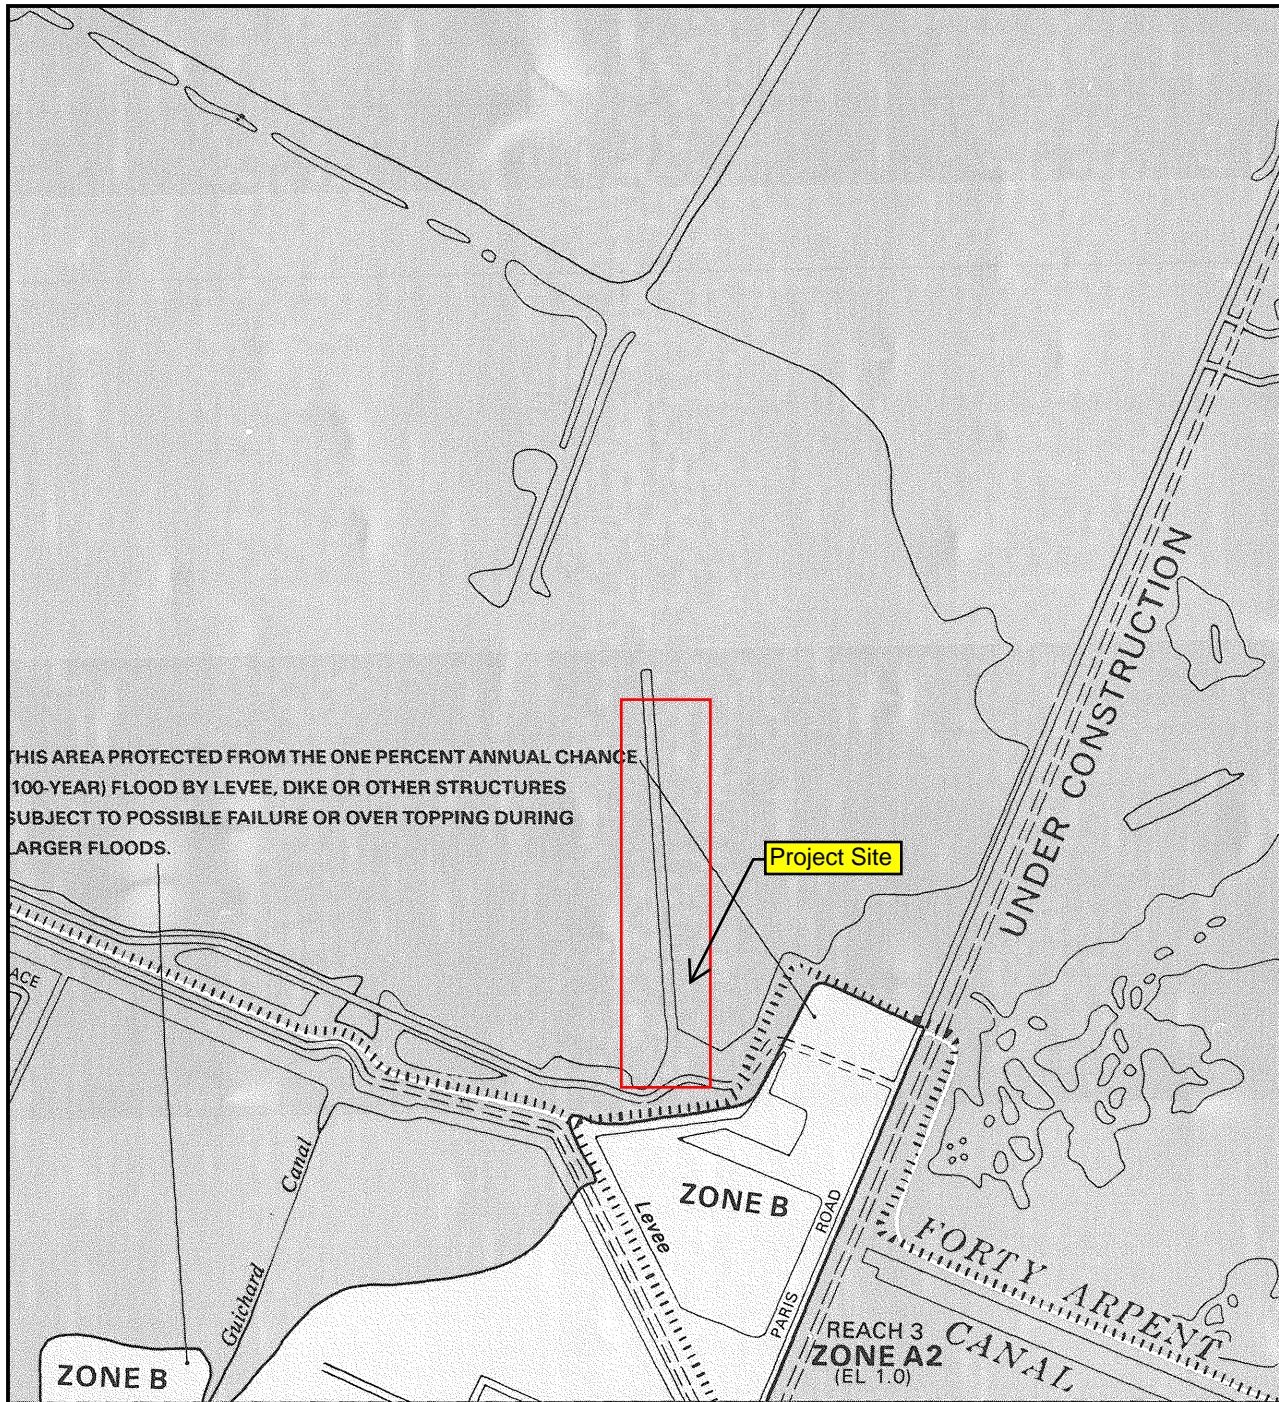 UNDER CONSTRUCTION
THIS AREA PROTECTED FROM THE ONE PERCENT ANNUAL CHANCE
100-YEAR) FLOOD BY LEVEE, DIKE OR OTHER STRUCTURES
SUBJECT TO POSSIBLE FAILURE OR OVER TOPPING DURING
LARGER FLOODS.
Project Site
ACE
Canal
Guichard
Levee
ZONE B
ROAD
PARIS
FORTY ARPENT
CANAL
REACH 3
ZONE A2
(EL 1.0)
ZONE B